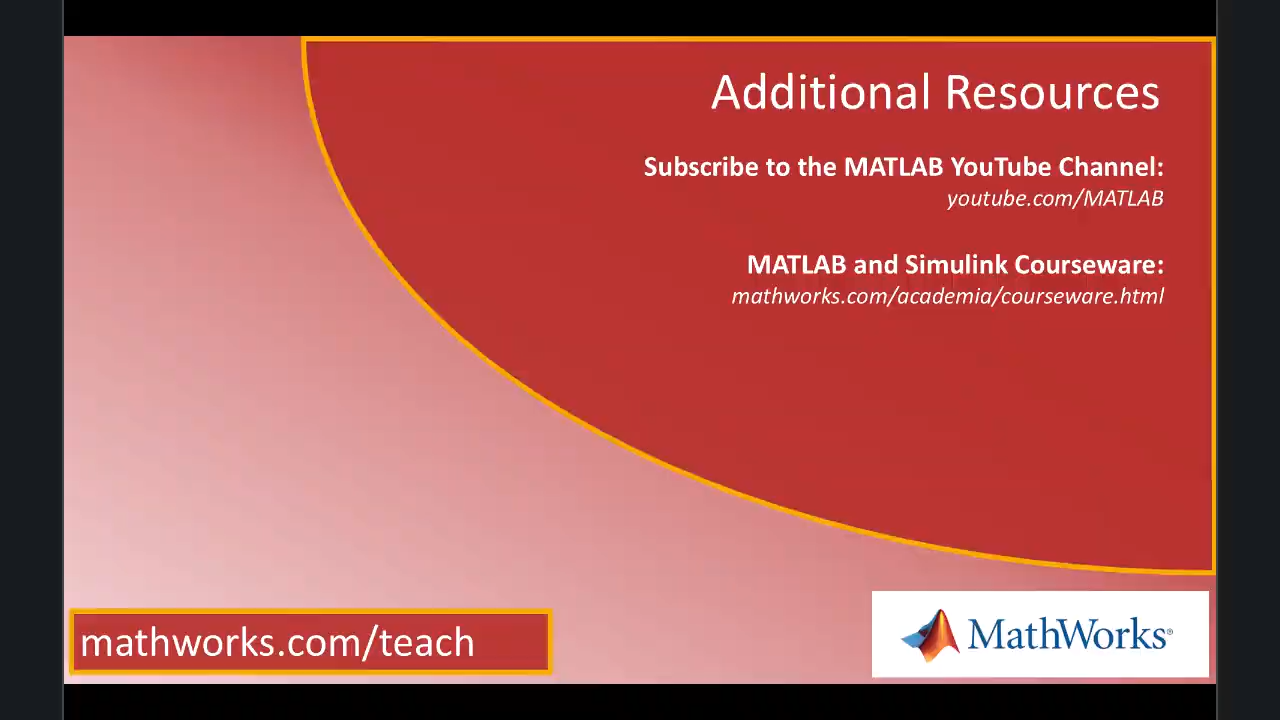 Additional Resources
Subscribe to the MATLAB YouTube Channel:
youtube.com/MATLAB
MATLAB and Simulink Courseware:
mathworks.com/academia/courseware.html
mathworks.com/teach
MathWorks®